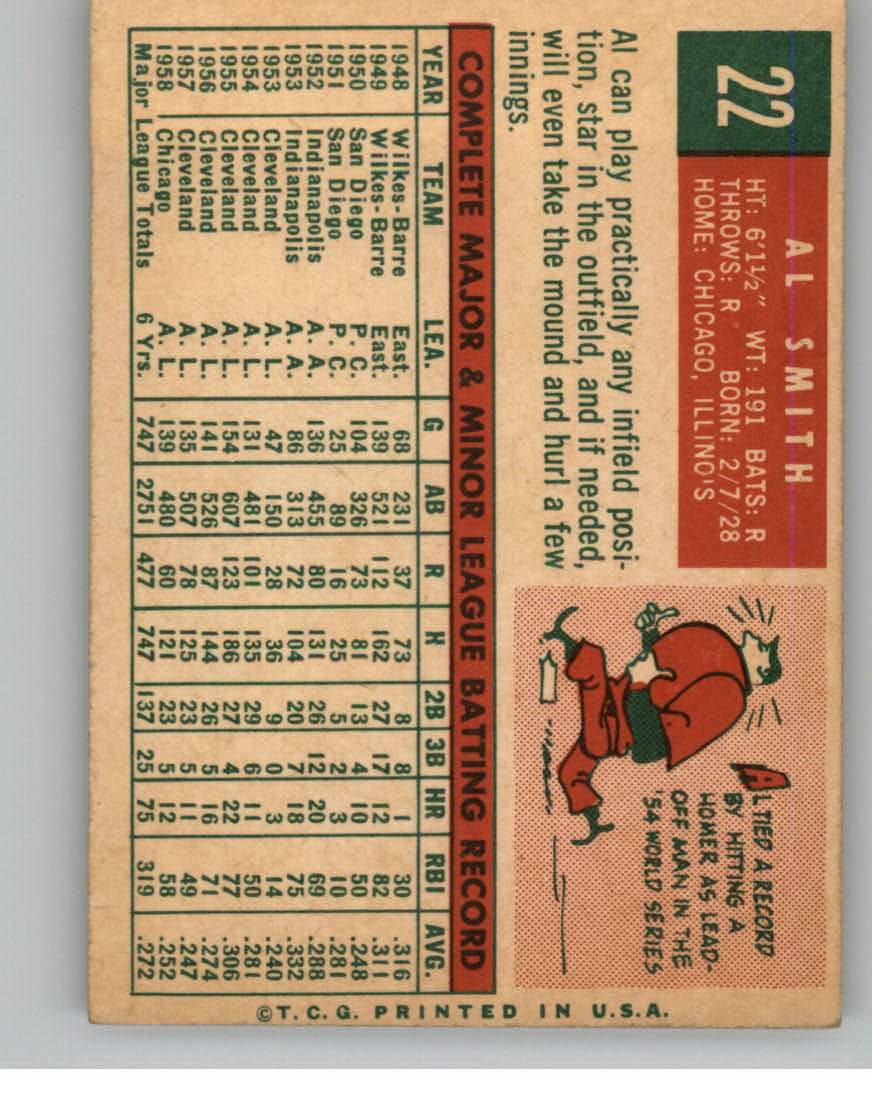 22
AL SMITH
HT: 6'1½" WT: 191 BATS: R
THROWS: R BORN: 2/7/28
HOME: CHICAGO, ILLINOIS
Al can play practically any infield posi-
tion, star in the outfield, and if needed,
will even take the mound and hurl a few
innings.
AL TIED A RECORD
BY HITTING A
HOMER AS LEAD-
OFF MAN IN THE
'54 WORLD SERIES
COMPLETE MAJOR & MINOR LEAGUE BATTING RECORD
YEAR TEAM LEA. G AB R H 2B 3B HR RBI AVG.
1948 Wilkes-Barre East. 68 231 37 73 8 8 1 30 .316
1949 Wilkes-Barre East. 139 521 112 162 27 17 12 82 .311
1950 San Diego P. C. 104 326 73 81 13 4 10 50 .248
1951 San Diego P. C. 25 89 16 25 5 2 3 10 .281
1952 Indianapolis A. A. 136 455 80 131 26 12 20 69 .288
1953 Indianapolis A. A. 86 313 72 104 20 7 18 75 .332
1953 Cleveland A. L. 47 150 28 36 9 0 3 14 .240
1954 Cleveland A. L. 131 481 101 135 29 6 11 50 .281
1955 Cleveland A. L. 154 607 123 186 27 4 22 77 .306
1956 Cleveland A. L. 141 526 87 144 26 5 16 71 .274
1957 Cleveland A. L. 135 507 78 125 23 5 11 49 .247
1958 Chicago A. L. 139 480 60 121 23 5 12 58 .252
Major League Totals 6 Yrs. 747 2751 477 747 137 25 75 319 .272
©T. C. G. PRINTED IN U.S.A.